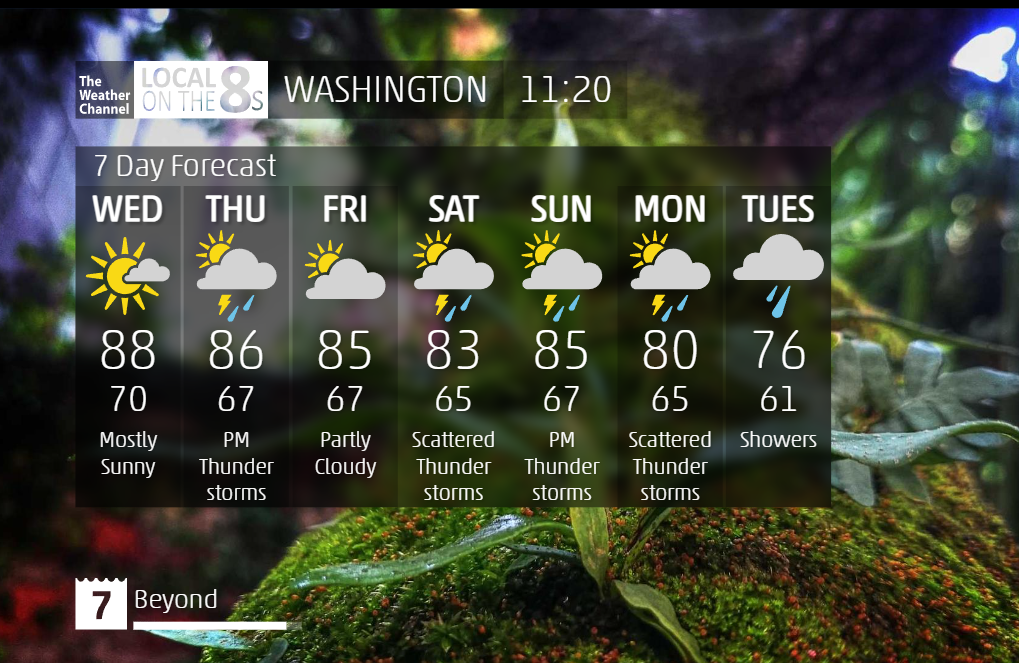 The
Weather
Channel
LOCAL
ON THE 8s
WASHINGTON 11:20
7 Day Forecast
WED THU FRI SAT SUN MON TUES
88 86 85 83 85 80 76
70 67 67 65 67 65 61
Mostly PM Partly Scattered PM Scattered Showers
Sunny Thunder Cloudy Thunder Thunder Thunder
storms storms storms storms
7 Beyond